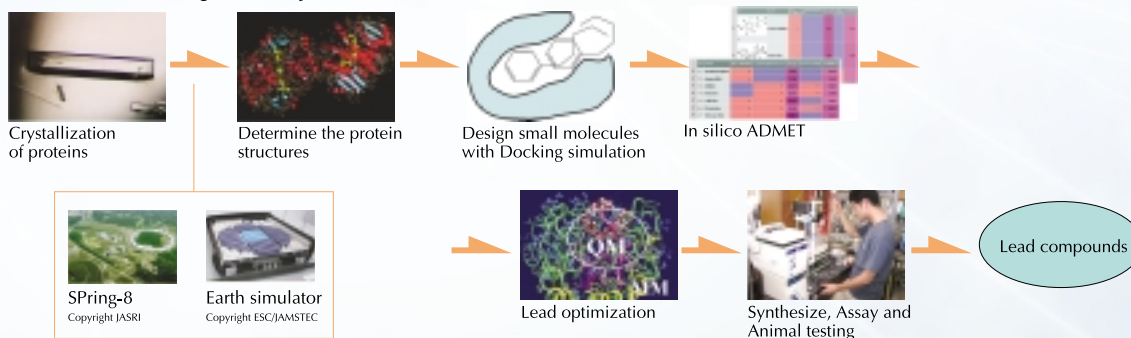 Crystallization
of proteins
Determine the protein
structures
Design small molecules
with Docking simulation
In silico ADMET
SPring-8
Copyright JASRI
Earth simulator
Copyright ESC/JAMSTEC
QM
MM
Lead optimization
Synthesize, Assay and
Animal testing
Lead compounds